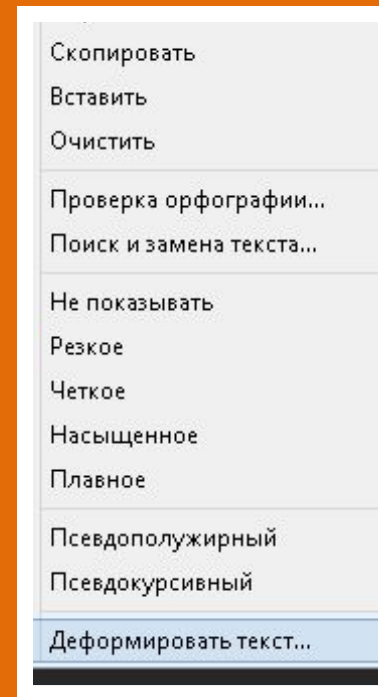 Скопировать
Вставить
Очистить
Проверка орфографии...
Поиск и замена текста...
Не показывать
Резкое
Четкое
Насыщенное
Плавное
Псевдополужирный
Псевдокурсивный
Деформировать текст...